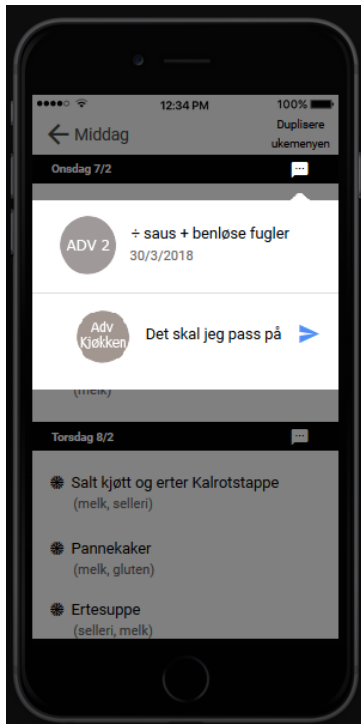 12:34 PM
100%
Middag
Duplisere
ukemenyen
Onsdag 7/2
ADV 2
÷ saus + benløse fugler
30/3/2018
Adv
Kjøkken
Det skal jeg pass på
(melk)
Torsdag 8/2
Salt kjøtt og erter Kalrotstappe
(melk, selleri)
Pannekaker
(melk, gluten)
Ertesuppe
(selleri, melk)